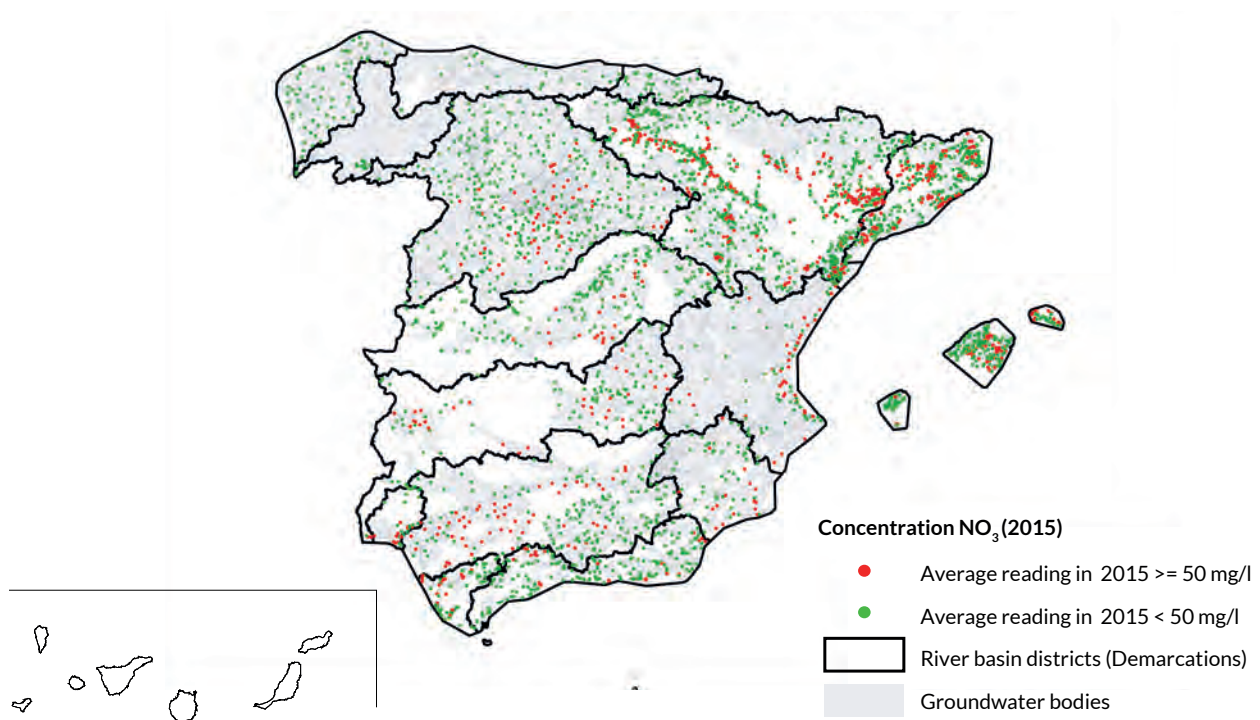 Concentration NO₃ (2015)
Average reading in 2015 >= 50 mg/l
Average reading in 2015 < 50 mg/l
River basin districts (Demarcations)
Groundwater bodies